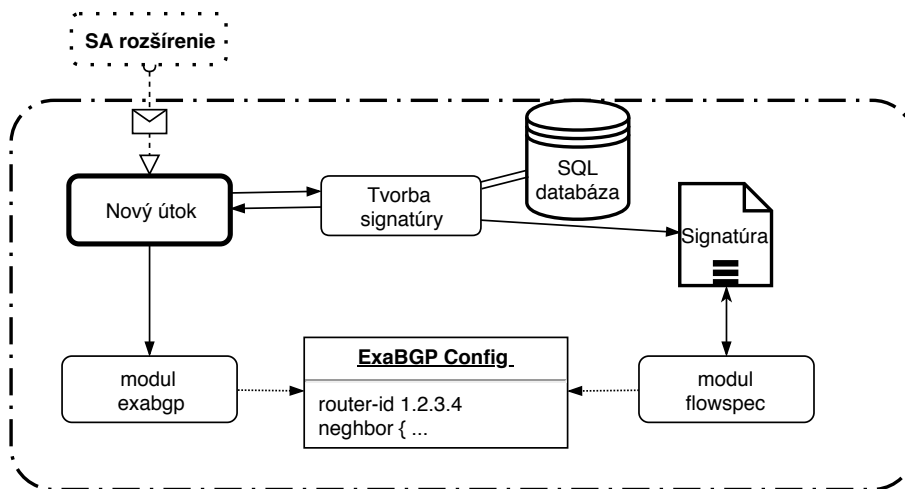 SA rozšírenie
SQL
databáza
Nový útok
Tvorba
signatúry
Signatúra
ExaBGP Config
modul
exabgp
router-id 1.2.3.4
neghbor { ...
modul
flowspec